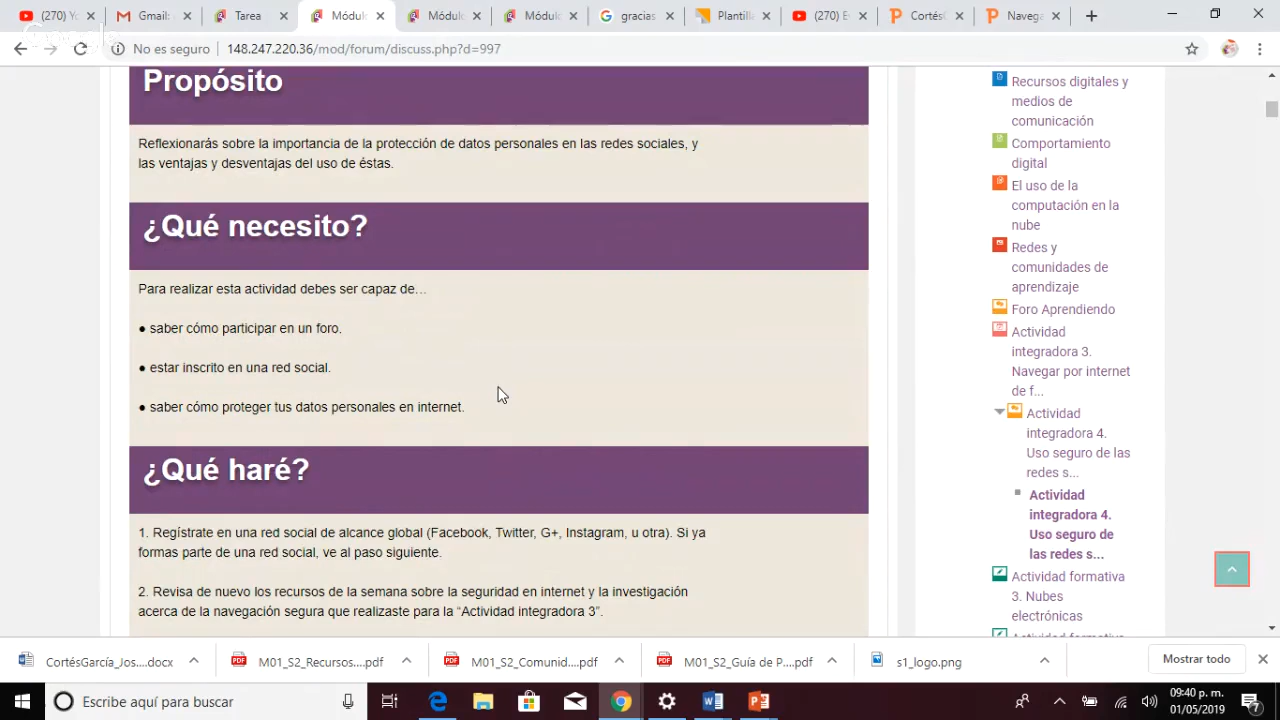 (270) Y
Gmail:
Tarea
Módulo
Módulo
Módulo
gracias
Plantilla
(270) E
CortésG
Navega
No es seguro
148.247.220.36/mod/forum/discuss.php?d=997
Propósito
Reflexionarás sobre la importancia de la protección de datos personales en las redes sociales, y
las ventajas y desventajas del uso de éstas.
¿Qué necesito?
Para realizar esta actividad debes ser capaz de...
● saber cómo participar en un foro.
● estar inscrito en una red social.
● saber cómo proteger tus datos personales en internet.
¿Qué haré?
1. Regístrate en una red social de alcance global (Facebook, Twitter, G+, Instagram, u otra). Si ya
formas parte de una red social, ve al paso siguiente.
2. Revisa de nuevo los recursos de la semana sobre la seguridad en internet y la investigación
acerca de la navegación segura que realizaste para la “Actividad integradora 3”.
Recursos digitales y
medios de
comunicación
Comportamiento
digital
El uso de la
computación en la
nube
Redes y
comunidades de
aprendizaje
Foro Aprendiendo
Actividad
integradora 3.
Navegar por internet
de f...
Actividad
integradora 4.
Uso seguro de las
redes s...
Actividad
integradora 4.
Uso seguro de
las redes s...
Actividad formativa
3. Nubes
electrónicas
CortésGarcía_Jos....docx
M01_S2_Recursos....pdf
M01_S2_Comunid....pdf
M01_S2_Guía de P....pdf
s1_logo.png
Mostrar todo
Escribe aquí para buscar
09:40 p. m.
01/05/2019
7